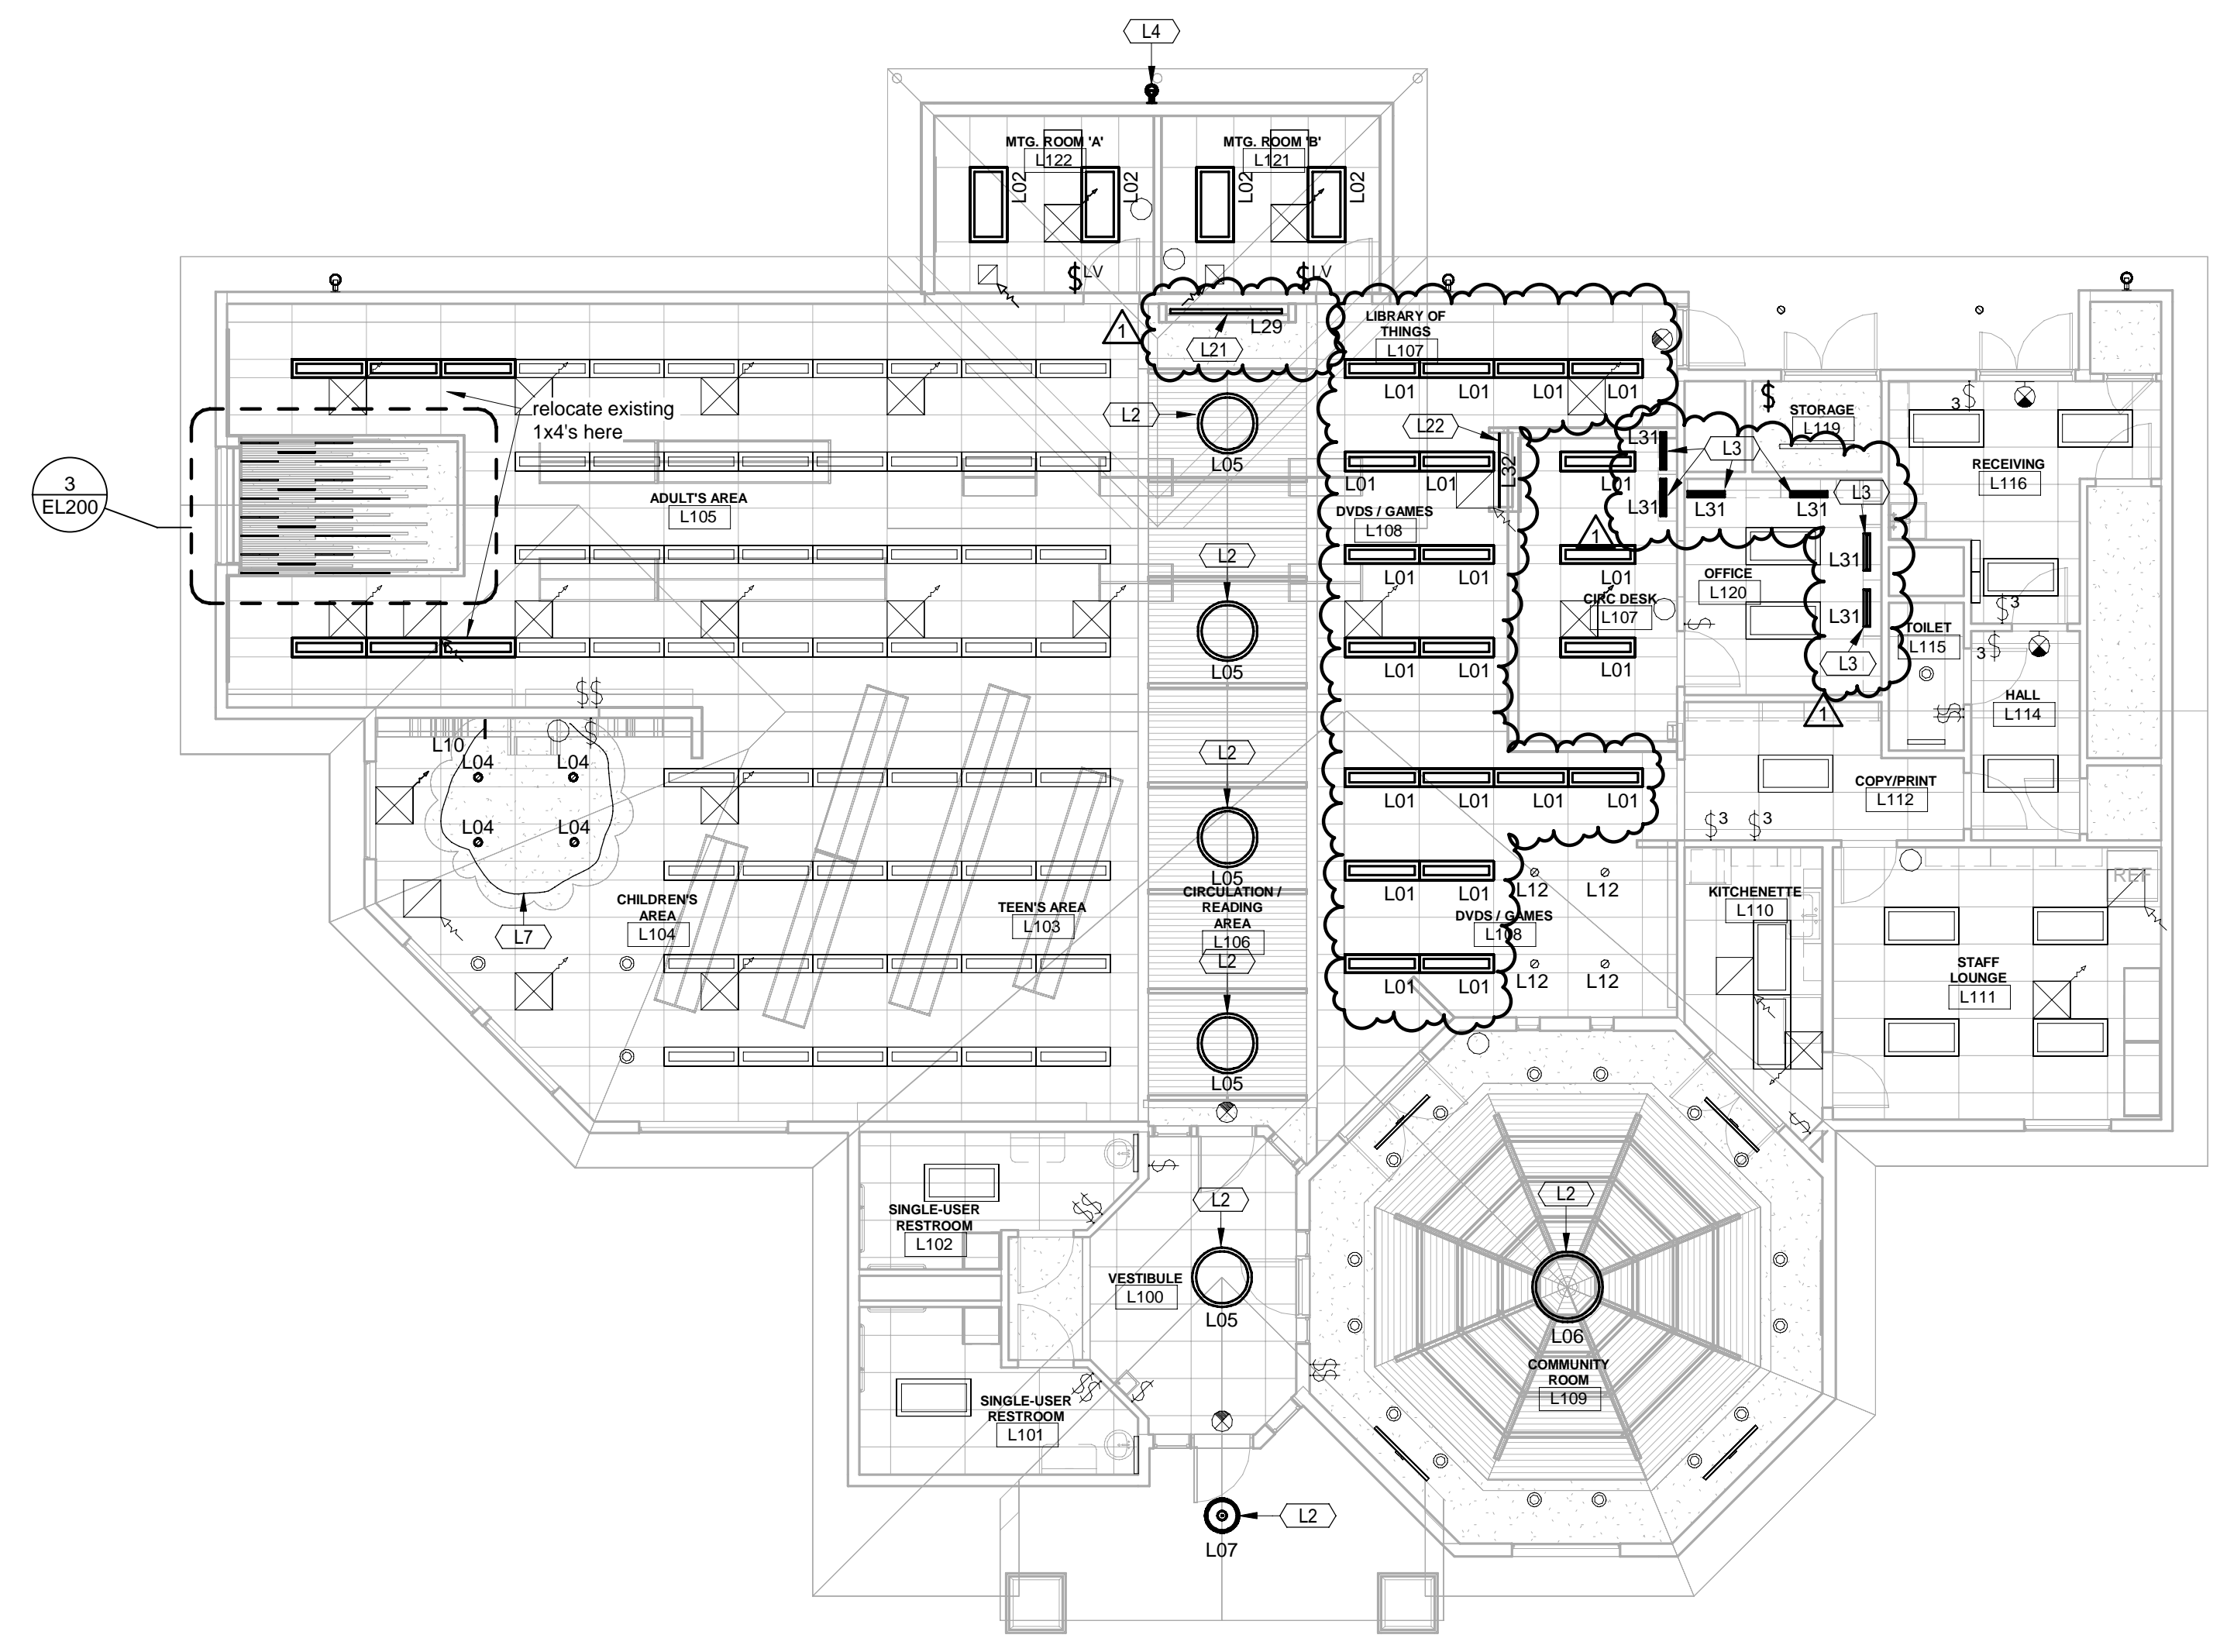 L4
MTG. ROOM 'A'
L122
MTG. ROOM 'B'
L121
L02
L02
L02
L02
$LV
$LV
1
L29
L21
LIBRARY OF
THINGS
L107
L01 L01 L01 L01
relocate existing
1x4's here
L2
L05
L22
L32
L31
L3
STORAGE
L119
$
3 $
RECEIVING
L116
3
EL200
ADULT'S AREA
L105
L01 L01
L01
L31
L31
L31
L3
DVDS / GAMES
L108
1
L2
L01 L01
L01
OFFICE
L120
L31
L31
L3
CIRC DESK
L107
$3
$
TOILET
L115
3 $
L05
L01 L01
L01
HALL
L114
1
$$
$
$$
L10
L04 L04
L04 L04
L7
L2
L01 L01 L01 L01
COPY/PRINT
L112
$3 $3
L05
L01 L01
L12 L12
REF
CHILDREN'S
AREA
L104
TEEN'S AREA
L103
CIRCULATION /
READING
AREA
L106
L2
DVDS / GAMES
L108
KITCHENETTE
L110
L01 L01
L12 L12
STAFF
LOUNGE
L111
L05
$
$
SINGLE-USER
RESTROOM
L102
$$
L2
L2
VESTIBULE
L100
L05
L06
$$
COMMUNITY
ROOM
L109
$$
$
SINGLE-USER
RESTROOM
L101
L2
L07